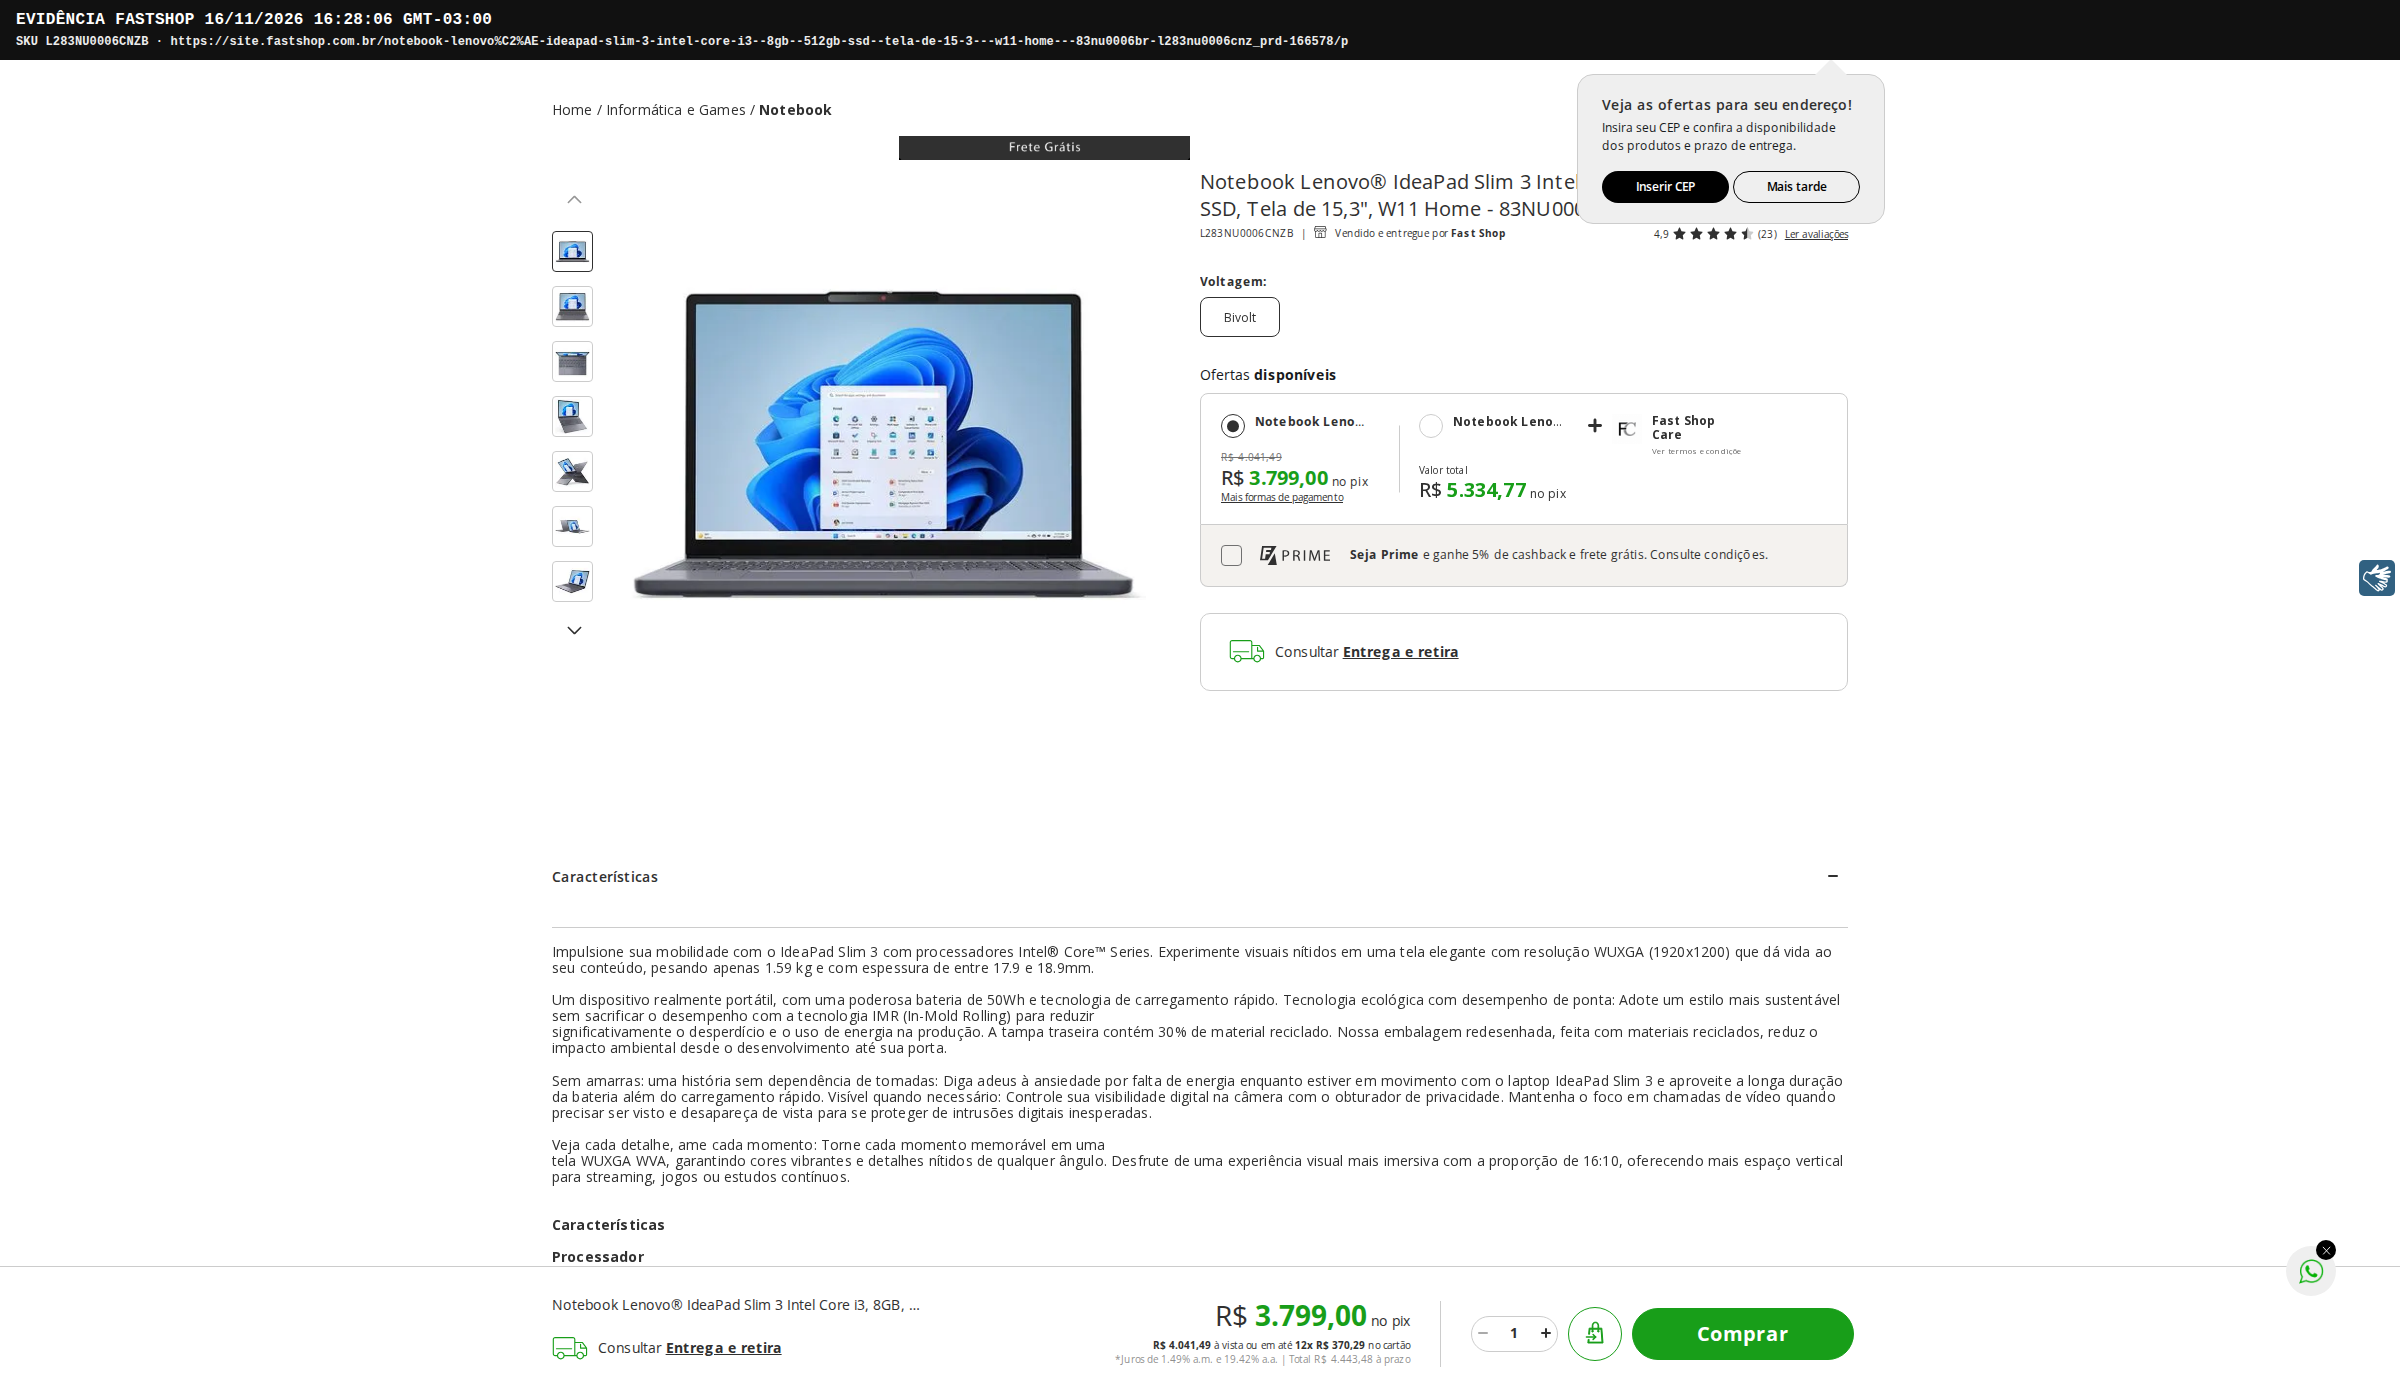 EVIDÊNCIA FASTSHOP 16/11/2026 16:28:06 GMT-03:00
SKU L283NU0006CNZB · https://site.fastshop.com.br/notebook-lenovo%C2%AE-ideapad-slim-3-intel-core-i3--8gb--512gb-ssd--tela-de-15-3---w11-home---83nu0006br-l283nu0006cnz_prd-166578/p
Home / Informática e Games / Notebook
Veja as ofertas para seu endereço!
Insira seu CEP e confira a disponibilidade
dos produtos e prazo de entrega.
Inserir CEP
Mais tarde
Frete Grátis
Notebook Lenovo® IdeaPad Slim 3 Intel
SSD, Tela de 15,3", W11 Home - 83NU000
L283NU0006CNZB | Vendido e entregue por Fast Shop
4,9 (23) Ler avaliações
Voltagem:
Bivolt
Ofertas disponíveis
Notebook Leno...
R$ 4.041,49
R$ 3.799,00 no pix
Mais formas de pagamento
Notebook Leno...
Valor total
R$ 5.334,77 no pix
+
FC
Fast Shop
Care
Ver termos e condiçõe
PRIME
Seja Prime e ganhe 5% de cashback e frete grátis. Consulte condições.
Consultar Entrega e retira
Características
Impulsione sua mobilidade com o IdeaPad Slim 3 com processadores Intel® Core™ Series. Experimente visuais nítidos em uma tela elegante com resolução WUXGA (1920x1200) que dá vida ao
seu conteúdo, pesando apenas 1.59 kg e com espessura de entre 17.9 e 18.9mm.
Um dispositivo realmente portátil, com uma poderosa bateria de 50Wh e tecnologia de carregamento rápido. Tecnologia ecológica com desempenho de ponta: Adote um estilo mais sustentável
sem sacrificar o desempenho com a tecnologia IMR (In-Mold Rolling) para reduzir
significativamente o desperdício e o uso de energia na produção. A tampa traseira contém 30% de material reciclado. Nossa embalagem redesenhada, feita com materiais reciclados, reduz o
impacto ambiental desde o desenvolvimento até sua porta.
Sem amarras: uma história sem dependência de tomadas: Diga adeus à ansiedade por falta de energia enquanto estiver em movimento com o laptop IdeaPad Slim 3 e aproveite a longa duração
da bateria além do carregamento rápido. Visível quando necessário: Controle sua visibilidade digital na câmera com o obturador de privacidade. Mantenha o foco em chamadas de vídeo quando
precisar ser visto e desapareça de vista para se proteger de intrusões digitais inesperadas.
Veja cada detalhe, ame cada momento: Torne cada momento memorável em uma
tela WUXGA WVA, garantindo cores vibrantes e detalhes nítidos de qualquer ângulo. Desfrute de uma experiência visual mais imersiva com a proporção de 16:10, oferecendo mais espaço vertical
para streaming, jogos ou estudos contínuos.
Características
Processador
Notebook Lenovo® IdeaPad Slim 3 Intel Core i3, 8GB, ...
Consultar Entrega e retira
R$ 3.799,00 no pix
R$ 4.041,49 à vista ou em até 12x R$ 370,29 no cartão
*Juros de 1.49% a.m. e 19.42% a.a. | Total R$ 4.443,48 à prazo
1
Comprar